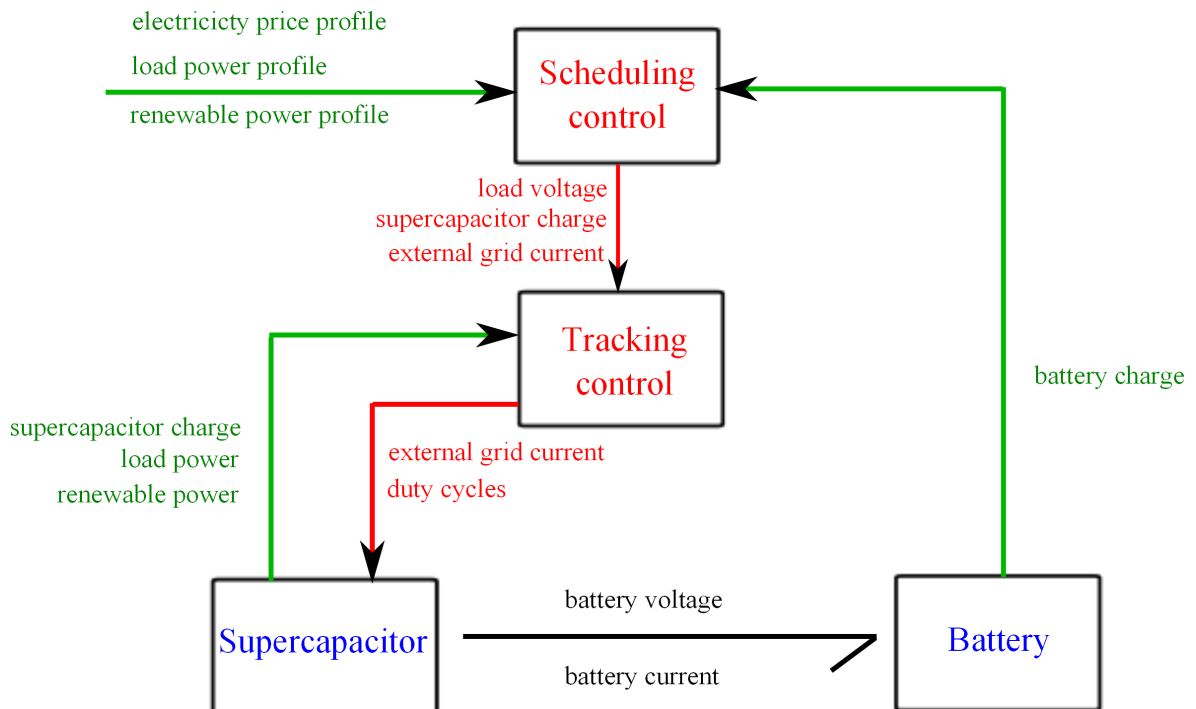 electricicty price profile
load power profile
renewable power profile
Scheduling
control
load voltage
supercapacitor charge
external grid current
Tracking
control
battery charge
supercapacitor charge
load power
renewable power
external grid current
duty cycles
Supercapacitor
battery voltage
battery current
Battery